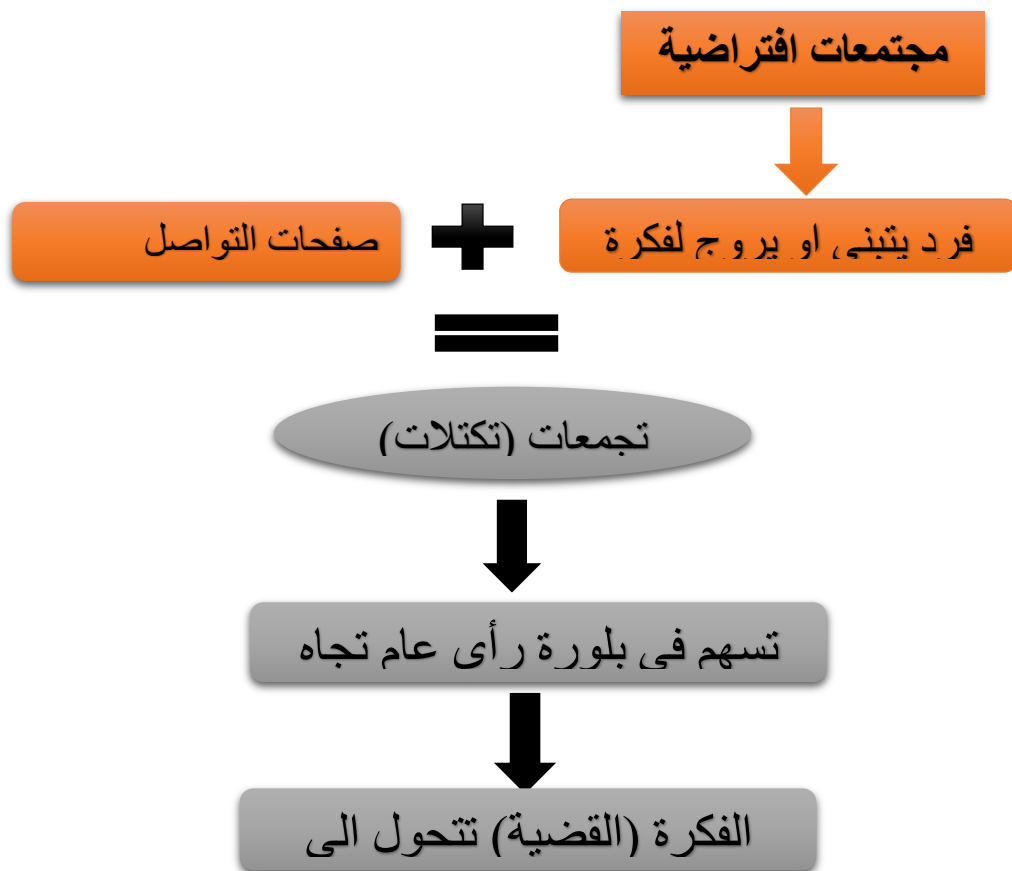 مجتمعات افتراضية
فرد يتبنى او يروج لفكرة
صفحات التواصل
تجمعات (تكتلات)
تسهم فى بلورة رأى عام تجاه
الفكرة (القضية) تتحول الى